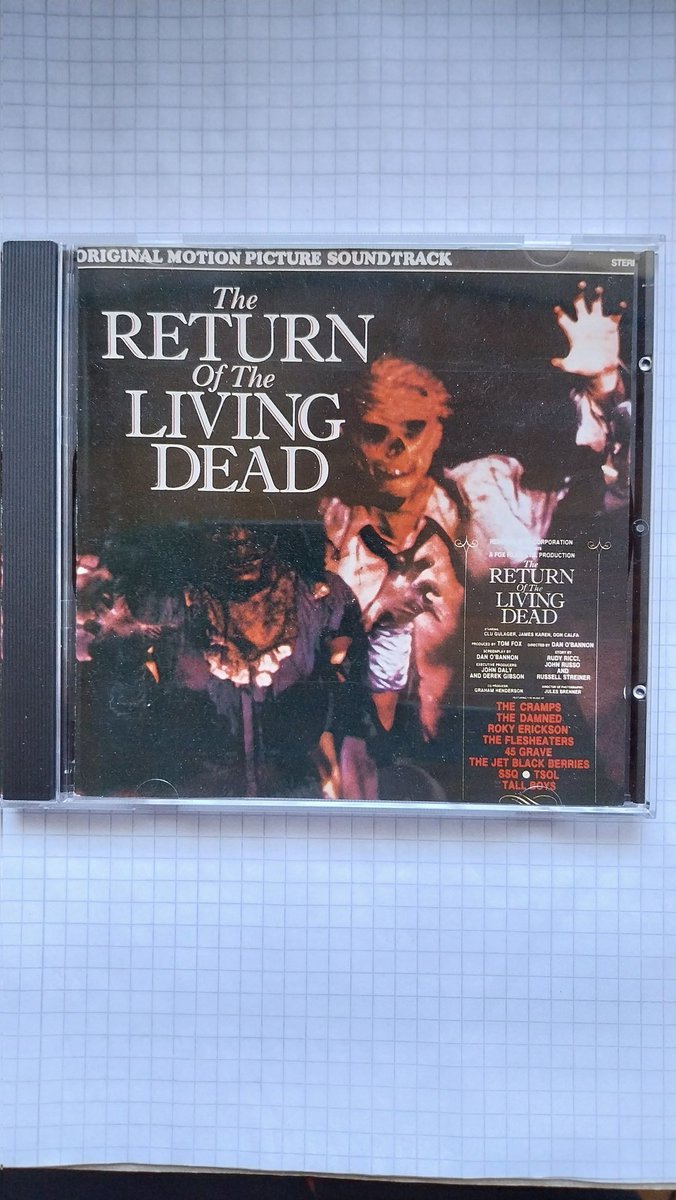 ORIGINAL MOTION PICTURE SOUNDTRACK
STER
The
RETURN
Of The
LIVING
DEAD
CORPORATION
A FOX PRODUCTION
The
RETURN
Of The
LIVING
DEAD
STARRING
CLU GULAGER, JAMES KAREN, DON CALFA
PRODUCED BY TOM FOX DIRECTED BY DAN O'BANNON
SCREENPLAY BY
DAN O'BANNON
EXECUTIVE PRODUCERS
JOHN DALY
AND DEREK GIBSON
CO-PRODUCER
GRAHAM HENDERSON
STORY BY
RUDY RICCI,
JOHN RUSSO
AND
RUSSELL STREINER
DIRECTOR OF PHOTOGRAPHY
JULES BRENNER
THE CRAMPS
THE DAMNED
ROKY ERICKSON
THE FLESHEATERS
45 GRAVE
THE JET BLACK BERRIES
SSQ ● TSOL
TALL BOYS